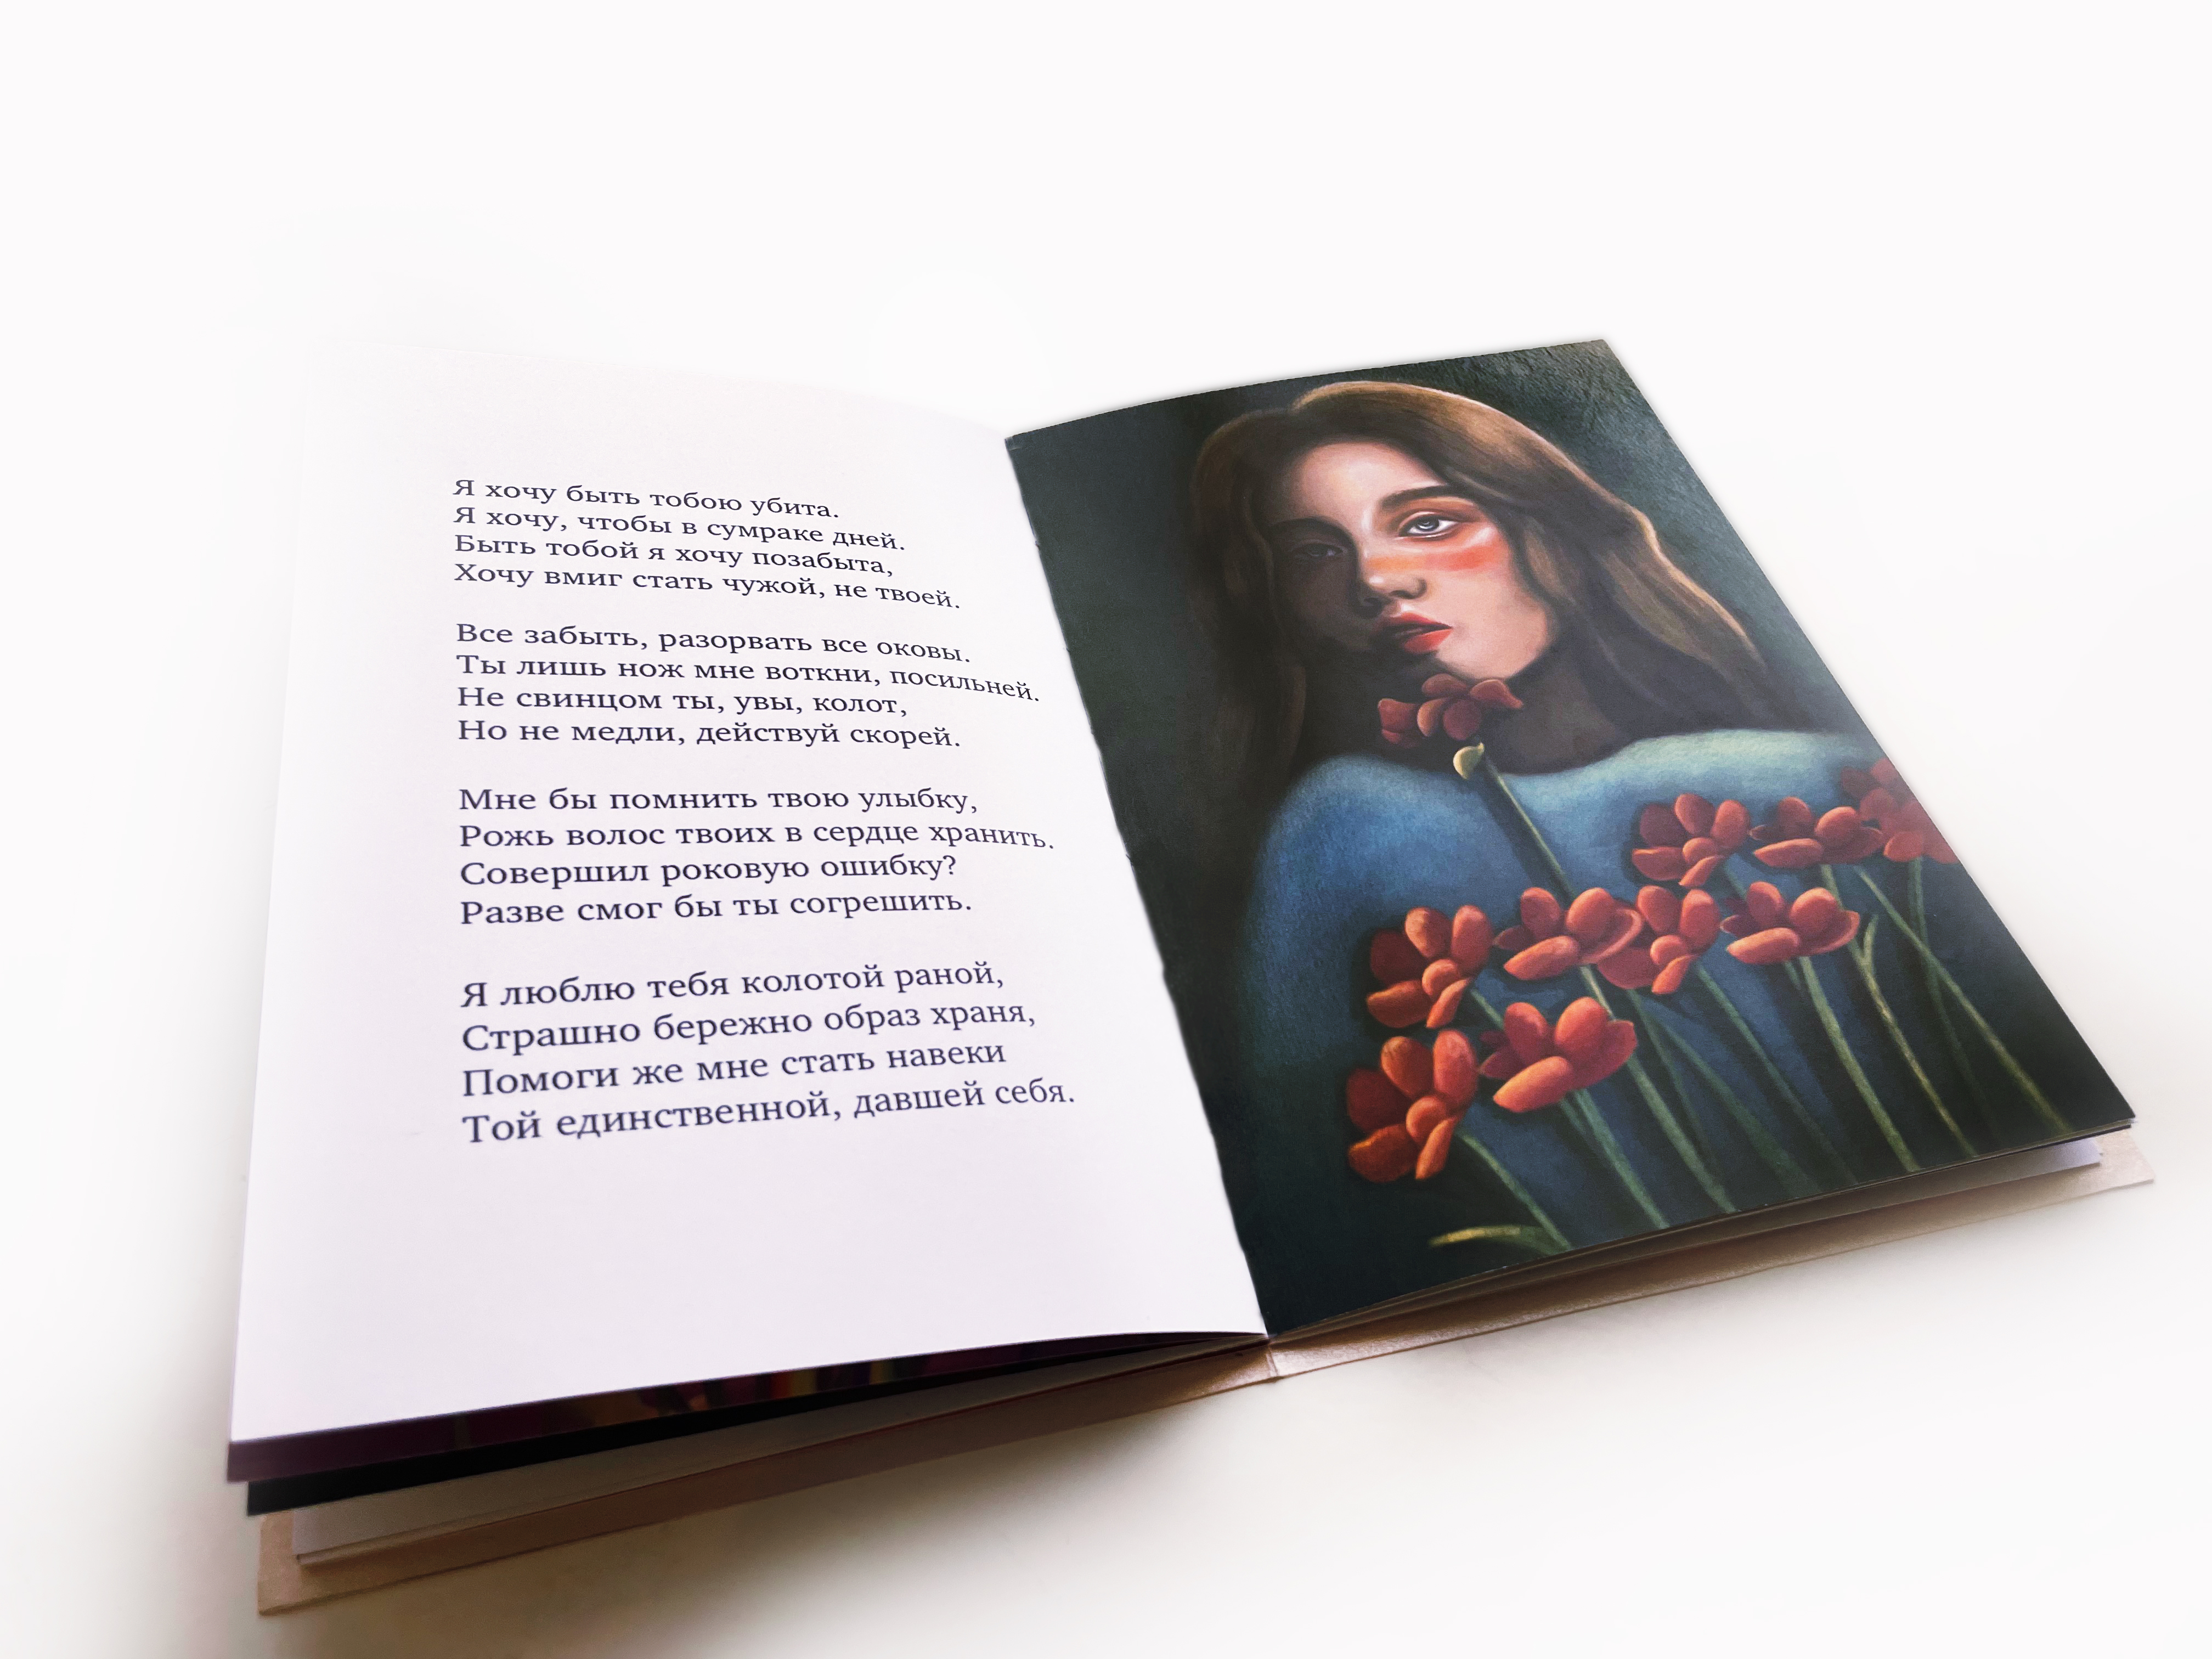 Я хочу быть тобою убита.
Я хочу, чтобы в сумраке дней.
Быть тобой я хочу позабыта,
Хочу вмиг стать чужой, не твоей.
Все забыть, разорвать все оковы.
Ты лишь нож мне воткни, посильней.
Не свинцом ты, увы, колот,
Но не медли, действуй скорей.
Мне бы помнить твою улыбку,
Рожь волос твоих в сердце хранить.
Совершил роковую ошибку?
Разве смог бы ты согрешить.
Я люблю тебя колотой раной,
Страшно бережно образ храня,
Помоги же мне стать навеки
Той единственной, давшей себя.